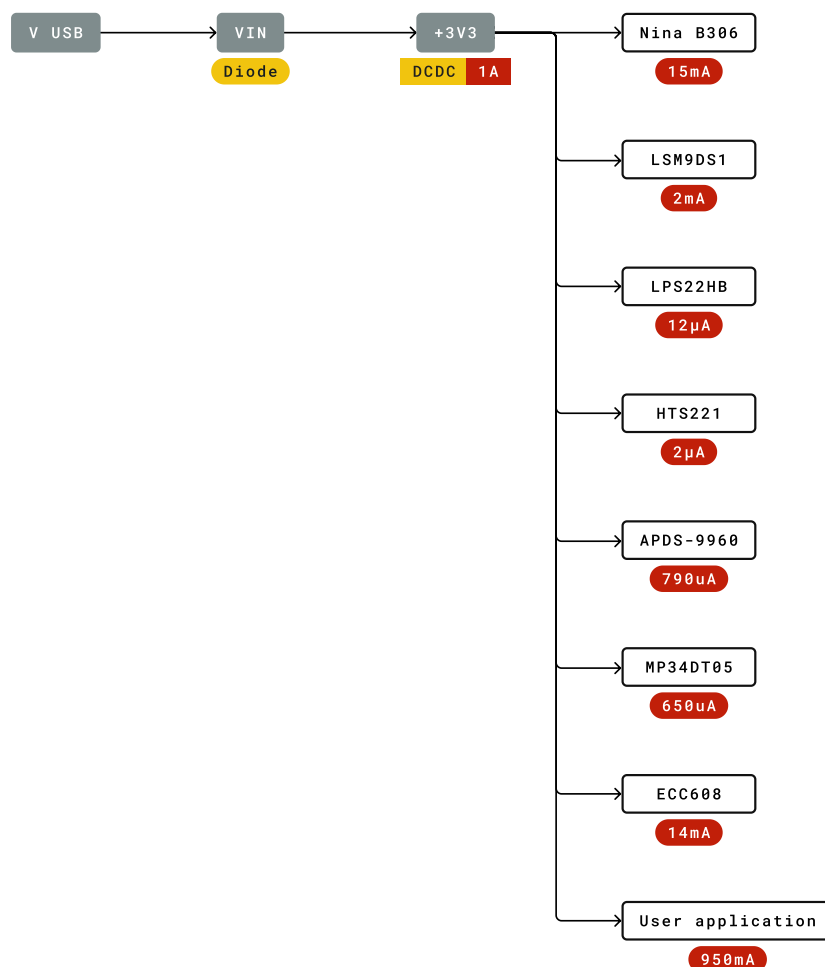 V USB
VIN
+3V3
Nina B306
Diode
DCDC 1A
15mA
LSM9DS1
2mA
LPS22HB
12µA
HTS221
2µA
APDS-9960
790uA
MP34DT05
650uA
ECC608
14mA
User application
950mA